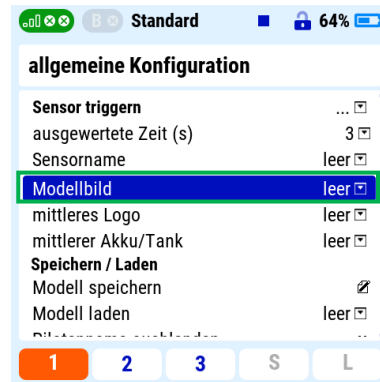 B Standard 64%
allgemeine Konfiguration
Sensor triggern ...
ausgewertete Zeit (s) 3
Sensorname leer
Modellbild leer
mittleres Logo leer
mittlerer Akku/Tank leer
Speichern / Laden
Modell speichern
Modell laden leer
1 2 3 S L